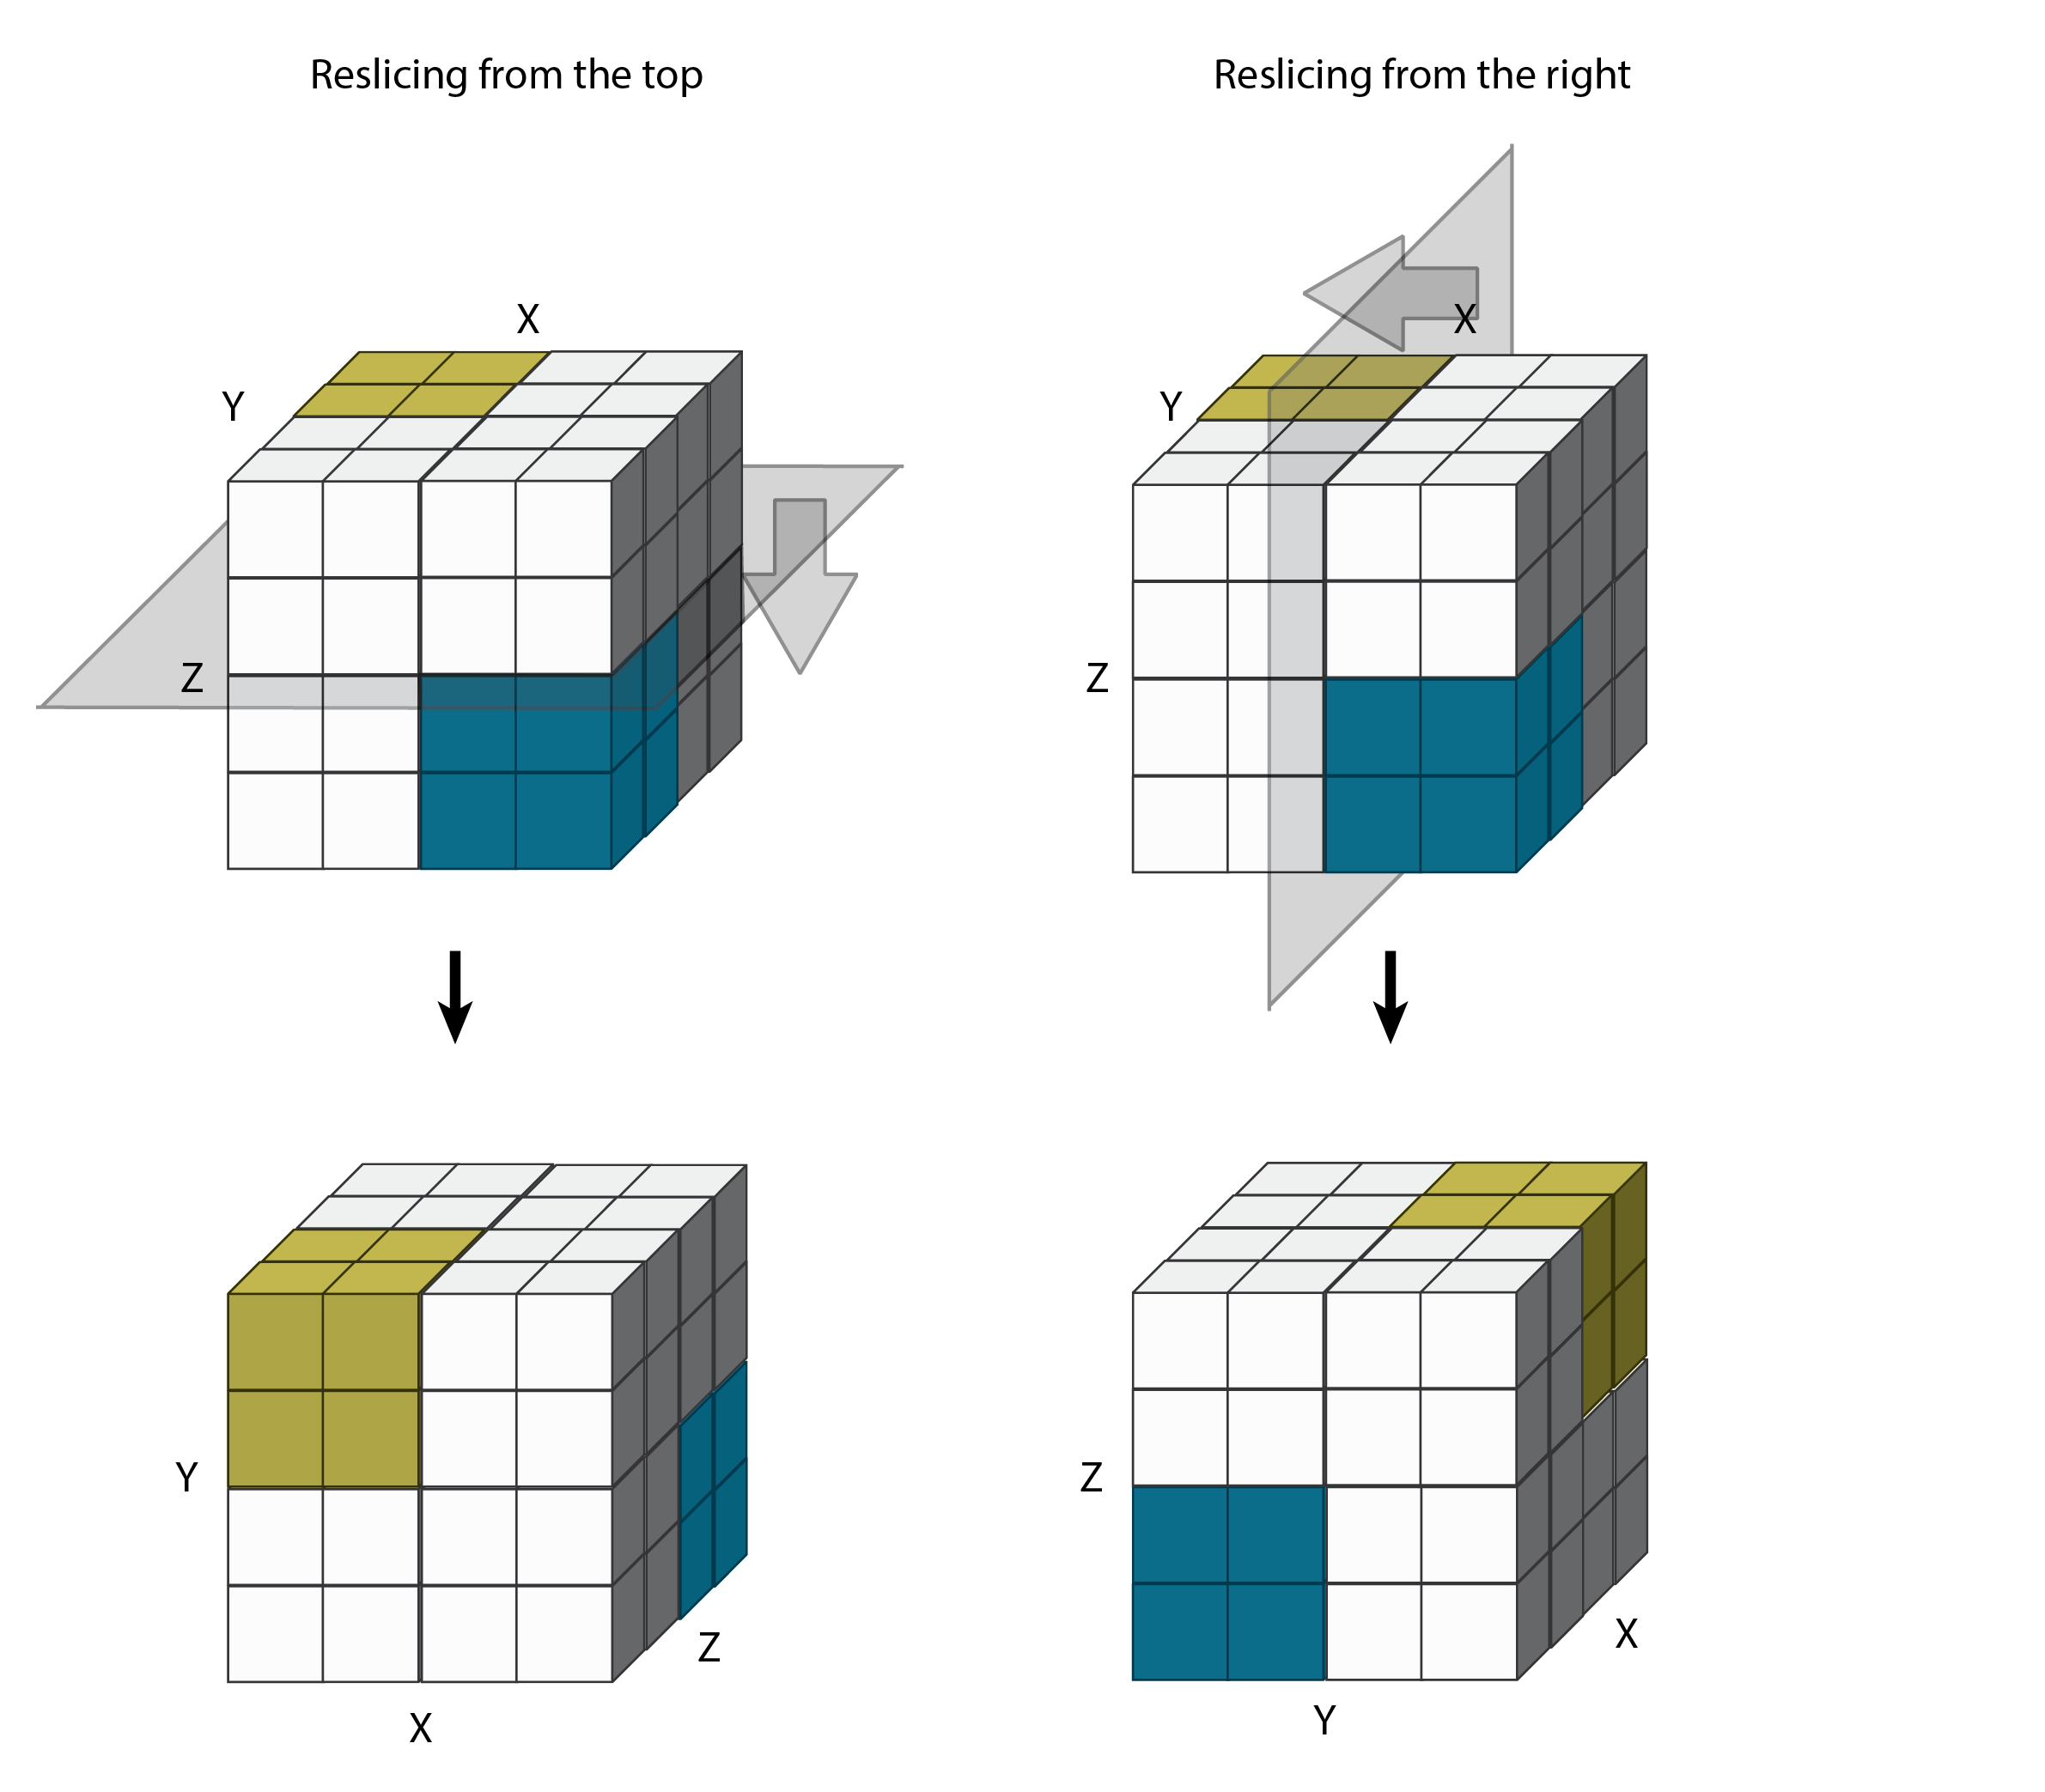 Reslicing from the top
Reslicing from the right
X
Y
Z
X
Y
Z
Y
Z
X
Z
X
Y